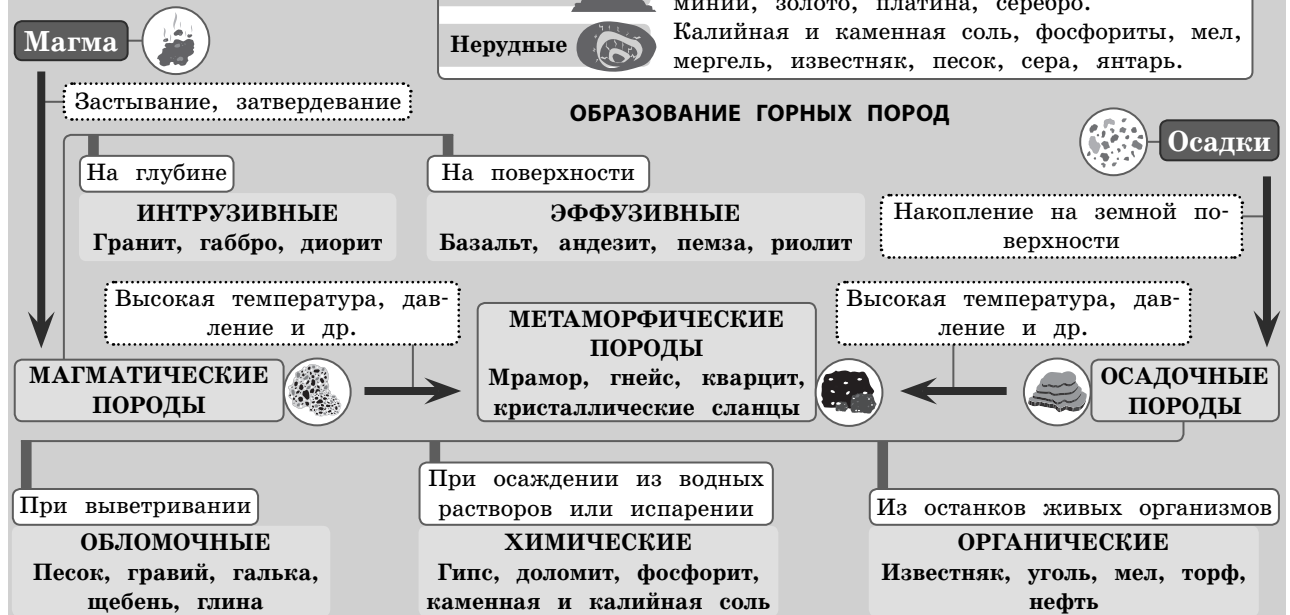 миний, золото, платина, серебро.
Магма
Нерудные
Калийная и каменная соль, фосфориты, мел,
мергель, известняк, песок, сера, янтарь.
Застывание, затвердевание
ОБРАЗОВАНИЕ ГОРНЫХ ПОРОД
Осадки
На глубине
На поверхности
ИНТРУЗИВНЫЕ
Гранит, габбро, диорит
ЭФФУЗИВНЫЕ
Базальт, андезит, пемза, риолит
Накопление на земной по-
верхности
Высокая температура, дав-
ление и др.
МЕТАМОРФИЧЕСКИЕ
ПОРОДЫ
Мрамор, гнейс, кварцит,
кристаллические сланцы
Высокая температура, дав-
ление и др.
МАГМАТИЧЕСКИЕ
ПОРОДЫ
ОСАДОЧНЫЕ
ПОРОДЫ
При выветривании
ОБЛОМОЧНЫЕ
Песок, гравий, галька,
щебень, глина
При осаждении из водных
растворов или испарении
ХИМИЧЕСКИЕ
Гипс, доломит, фосфорит,
каменная и калийная соль
Из останков живых организмов
ОРГАНИЧЕСКИЕ
Известняк, уголь, мел, торф,
нефть